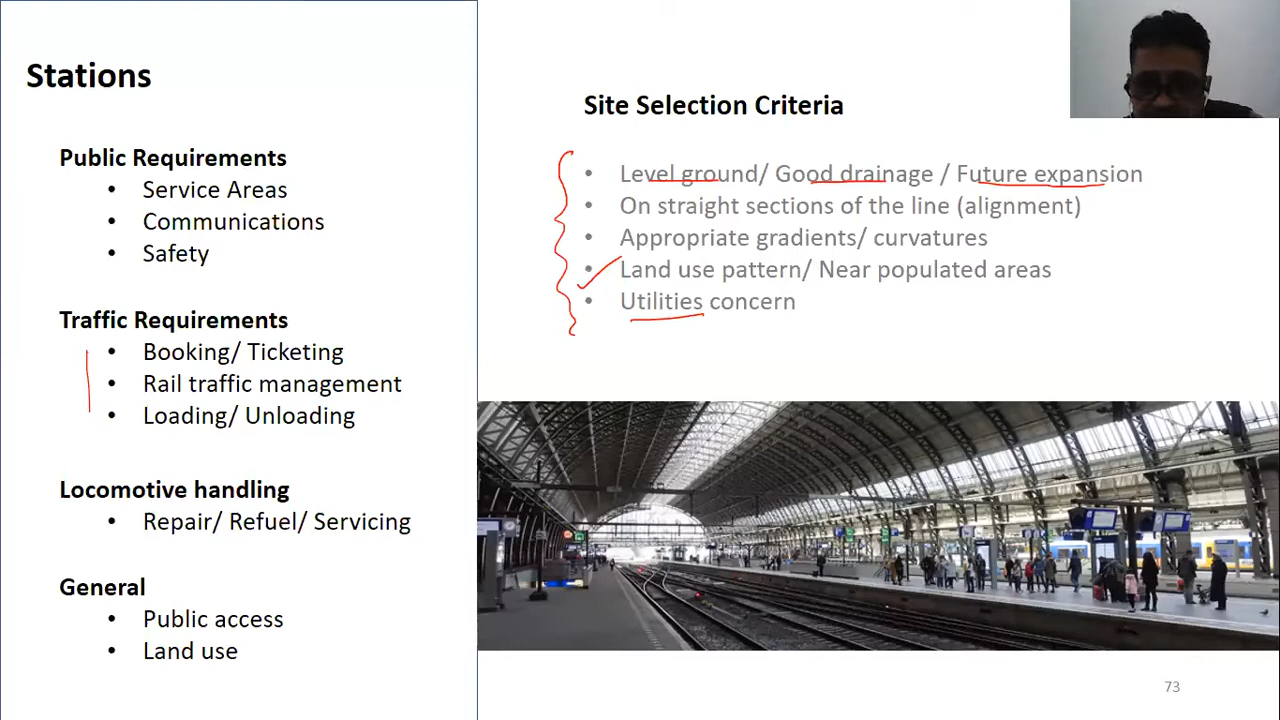 Stations
Public Requirements
• Service Areas
• Communications
• Safety
Traffic Requirements
• Booking/ Ticketing
• Rail traffic management
• Loading/ Unloading
Locomotive handling
• Repair/ Refuel/ Servicing
General
• Public access
• Land use
Site Selection Criteria
• Level ground/ Good drainage / Future expansion
• On straight sections of the line (alignment)
• Appropriate gradients/ curvatures
• Land use pattern/ Near populated areas
• Utilities concern
73